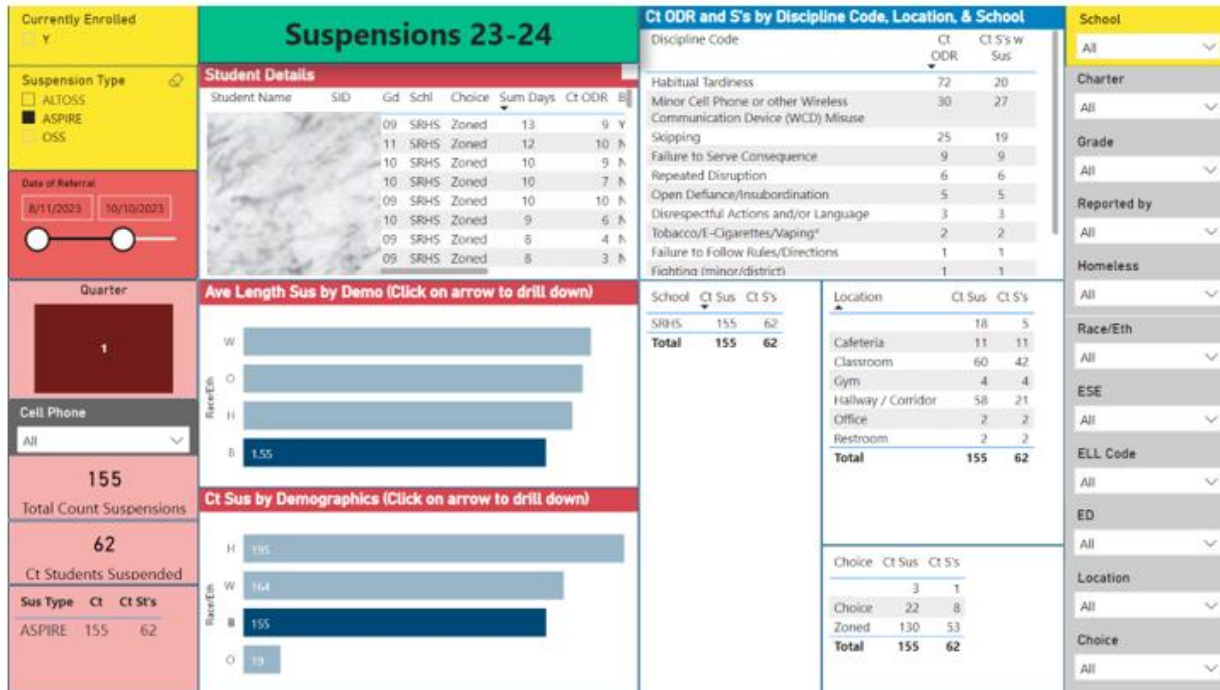 Currently Enrolled
Y
Suspension Type
ALTOSS
ASPIRE
OSS
Date of Referral
8/11/2023 10/10/2023
Quarter
1
Cell Phone
All
155
Total Count Suspensions
62
Ct Students Suspended
Sus Type Ct Ct St's
ASPIRE 155 62
Suspensions 23-24
Student Details
Student Name SID Gd Schl Choice Sum Days Ct ODR
09 SRHS Zoned 13 9 Y
11 SRHS Zoned 12 10 N
10 SRHS Zoned 10 9 N
10 SRHS Zoned 10 7 N
09 SRHS Zoned 10 10 N
10 SRHS Zoned 9 6 N
09 SRHS Zoned 8 4 N
09 SRHS Zoned 8 3 N
Ave Length Sus by Demo (Click on arrow to drill down)
Race/Eth
W
O
H
B 1.55
Ct Sus by Demographics (Click on arrow to drill down)
Race/Eth
H 195
W 164
B 155
O 19
Ct ODR and S's by Discipline Code, Location, & School
Discipline Code Ct ODR Ct S's w Sus
Habitual Tardiness 72 20
Minor Cell Phone or other Wireless 30 27
Communication Device (WCD) Misuse
Skipping 25 19
Failure to Serve Consequence 9 9
Repeated Disruption 6 6
Open Defiance/Insubordination 5 5
Disrespectful Actions and/or Language 3 3
Tobacco/E-Cigarettes/Vaping* 2 2
Failure to Follow Rules/Directions 1 1
Fighting (minor/district) 1 1
School Ct Sus Ct S's
SRHS 155 62
Total 155 62
Location Ct Sus Ct S's
18 5
Cafeteria 11 11
Classroom 60 42
Gym 4 4
Hallway / Corridor 58 21
Office 2 2
Restroom 2 2
Total 155 62
Choice Ct Sus Ct S's
3 1
Choice 22 8
Zoned 130 53
Total 155 62
School
All
Charter
All
Grade
All
Reported by
All
Homeless
All
Race/Eth
All
ESE
All
ELL Code
All
ED
All
Location
All
Choice
All